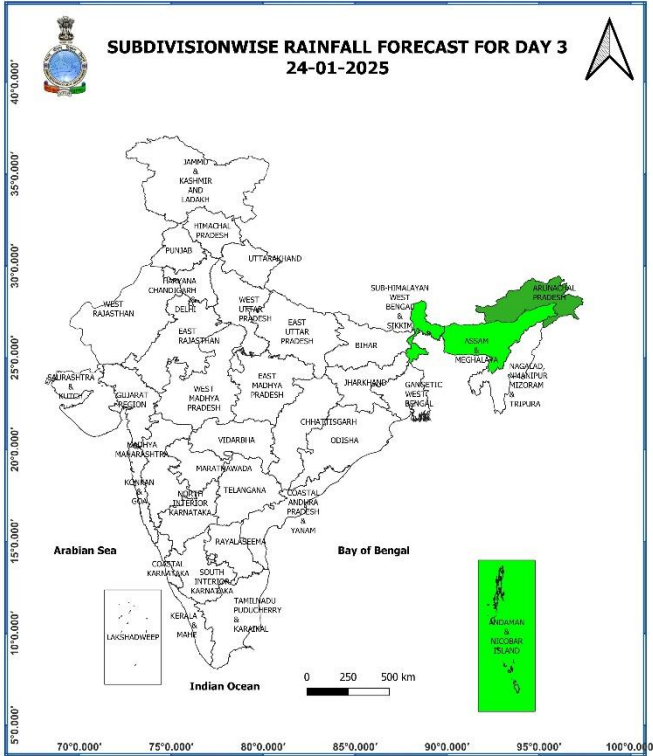 SUBDIVISIONWISE RAINFALL FORECAST FOR DAY 3
24-01-2025
40°0.000'
35°0.000'
30°0.000'
25°0.000'
20°0.000'
15°0.000'
10°0.000'
5°0.000'
JAMMU
&
KASHMIR
AND
LADAKH
HIMACHAL
PRADESH
PUNJAB
UTTARAKHAND
HARYANA
CHANDIGARH
&
DELHI
WEST
RAJASTHAN
WEST
UTTAR
PRADESH
EAST
RAJASTHAN
EAST
UTTAR
PRADESH
SUB-HIMALAYAN
WEST
BENGAL
&
SIKKIM
ARUNACHAL
PRADESH
BIHAR
ASSAM
&
MEGHALAYA
NAGALAD,
MANIPUR
MIZORAM
&
TRIPURA
SAURASHTRA
&
KUTCH
GUJARAT
REGION
WEST
MADHYA
PRADESH
EAST
MADHYA
PRADESH
JHARKHAND
GANGETIC
WEST
BENGAL
CHHATTISGARH
ODISHA
VIDARBHA
MADHYA
MAHARASHTRA
MARATHAWADA
KONKAN
&
GOA
NORTH
INTERIOR
KARNATAKA
TELANGANA
COASTAL
ANDHRA
PRADESH
&
YANAM
RAYALASEEMA
Arabian Sea
Bay of Bengal
COASTAL
KARNATAKA
SOUTH
INTERIOR
KARNATAKA
TAMILNADU
PUDUCHERRY
&
KARAIKAL
KERALA
&
MAHE
LAKSHADWEEP
ANDAMAN
&
NICOBAR
ISLAND
Indian Ocean
0 250 500 km
70°0.000' 75°0.000' 80°0.000' 85°0.000' 90°0.000' 95°0.000' 100°0.000'